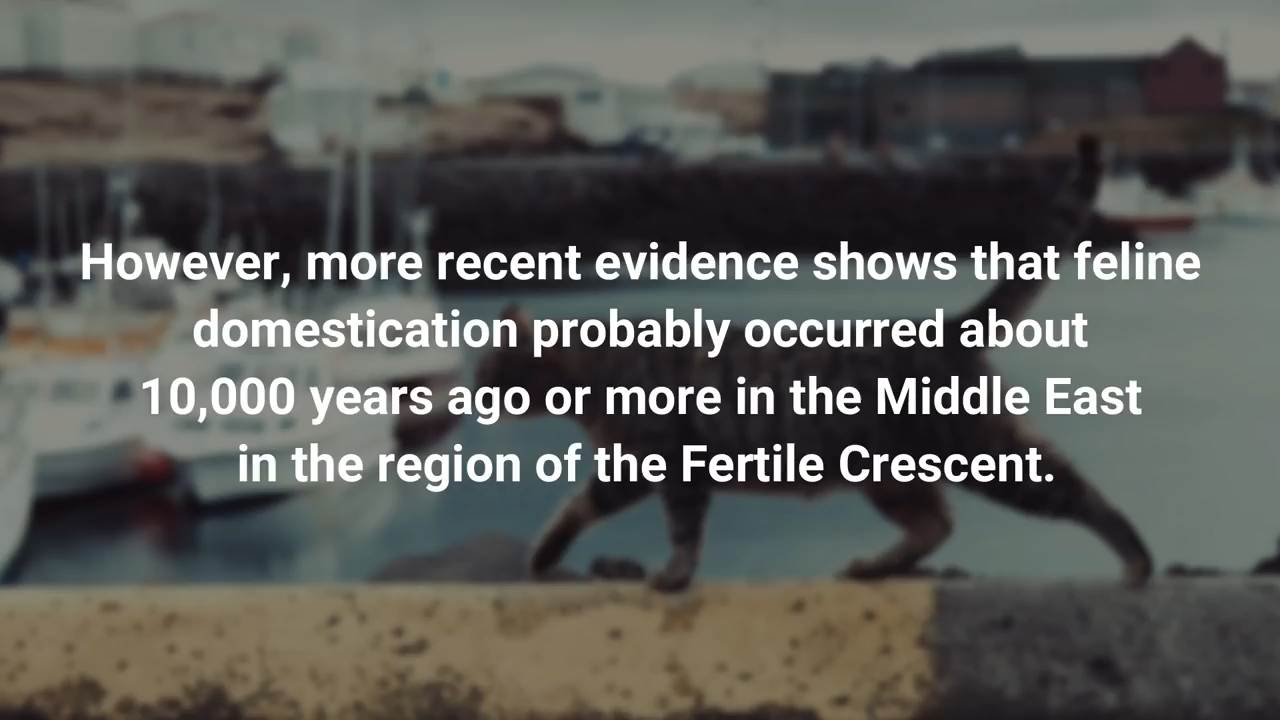 However, more recent evidence shows that feline
domestication probably occurred about
10,000 years ago or more in the Middle East
in the region of the Fertile Crescent.